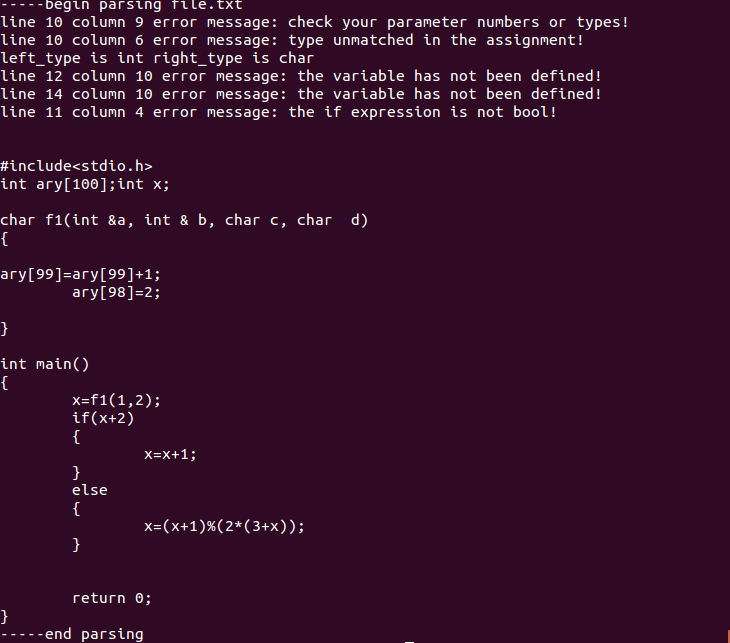 -----begin parsing file.txt
line 10 column 9 error message: check your parameter numbers or types!
line 10 column 6 error message: type unmatched in the assignment!
left_type is int right_type is char
line 12 column 10 error message: the variable has not been defined!
line 14 column 10 error message: the variable has not been defined!
line 11 column 4 error message: the if expression is not bool!
#include<stdio.h>
int ary[100];int x;
char f1(int &a, int & b, char c, char  d)
{
ary[99]=ary[99]+1;
        ary[98]=2;
}
int main()
{
        x=f1(1,2);
        if(x+2)
        {
                x=x+1;
        }
        else
        {
                x=(x+1)%(2*(3+x));
        }
        return 0;
}
-----end parsing